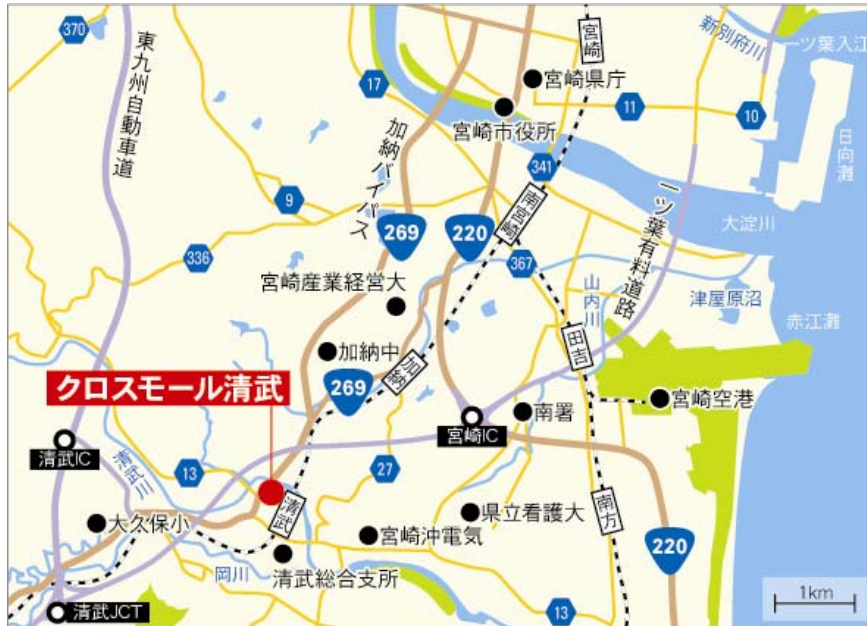 370
東九州自動車道
17
加納バイパス
宮崎
宮崎県庁
宮崎市役所
11
新別府川
一ツ葉入江
10
日向灘
341
9
336
269
220
南宮崎
367
一ツ葉有料道路
大淀川
山内川
津屋原沼
赤江灘
宮崎産業経営大
加納中
加納
269
田吉
クロスモール清武
宮崎IC
南署
宮崎空港
清武IC
清武川
13
27
清武
大久保小
宮崎沖電気
県立看護大
南方
220
岡川
清武総合支所
清武JCT
13
1km